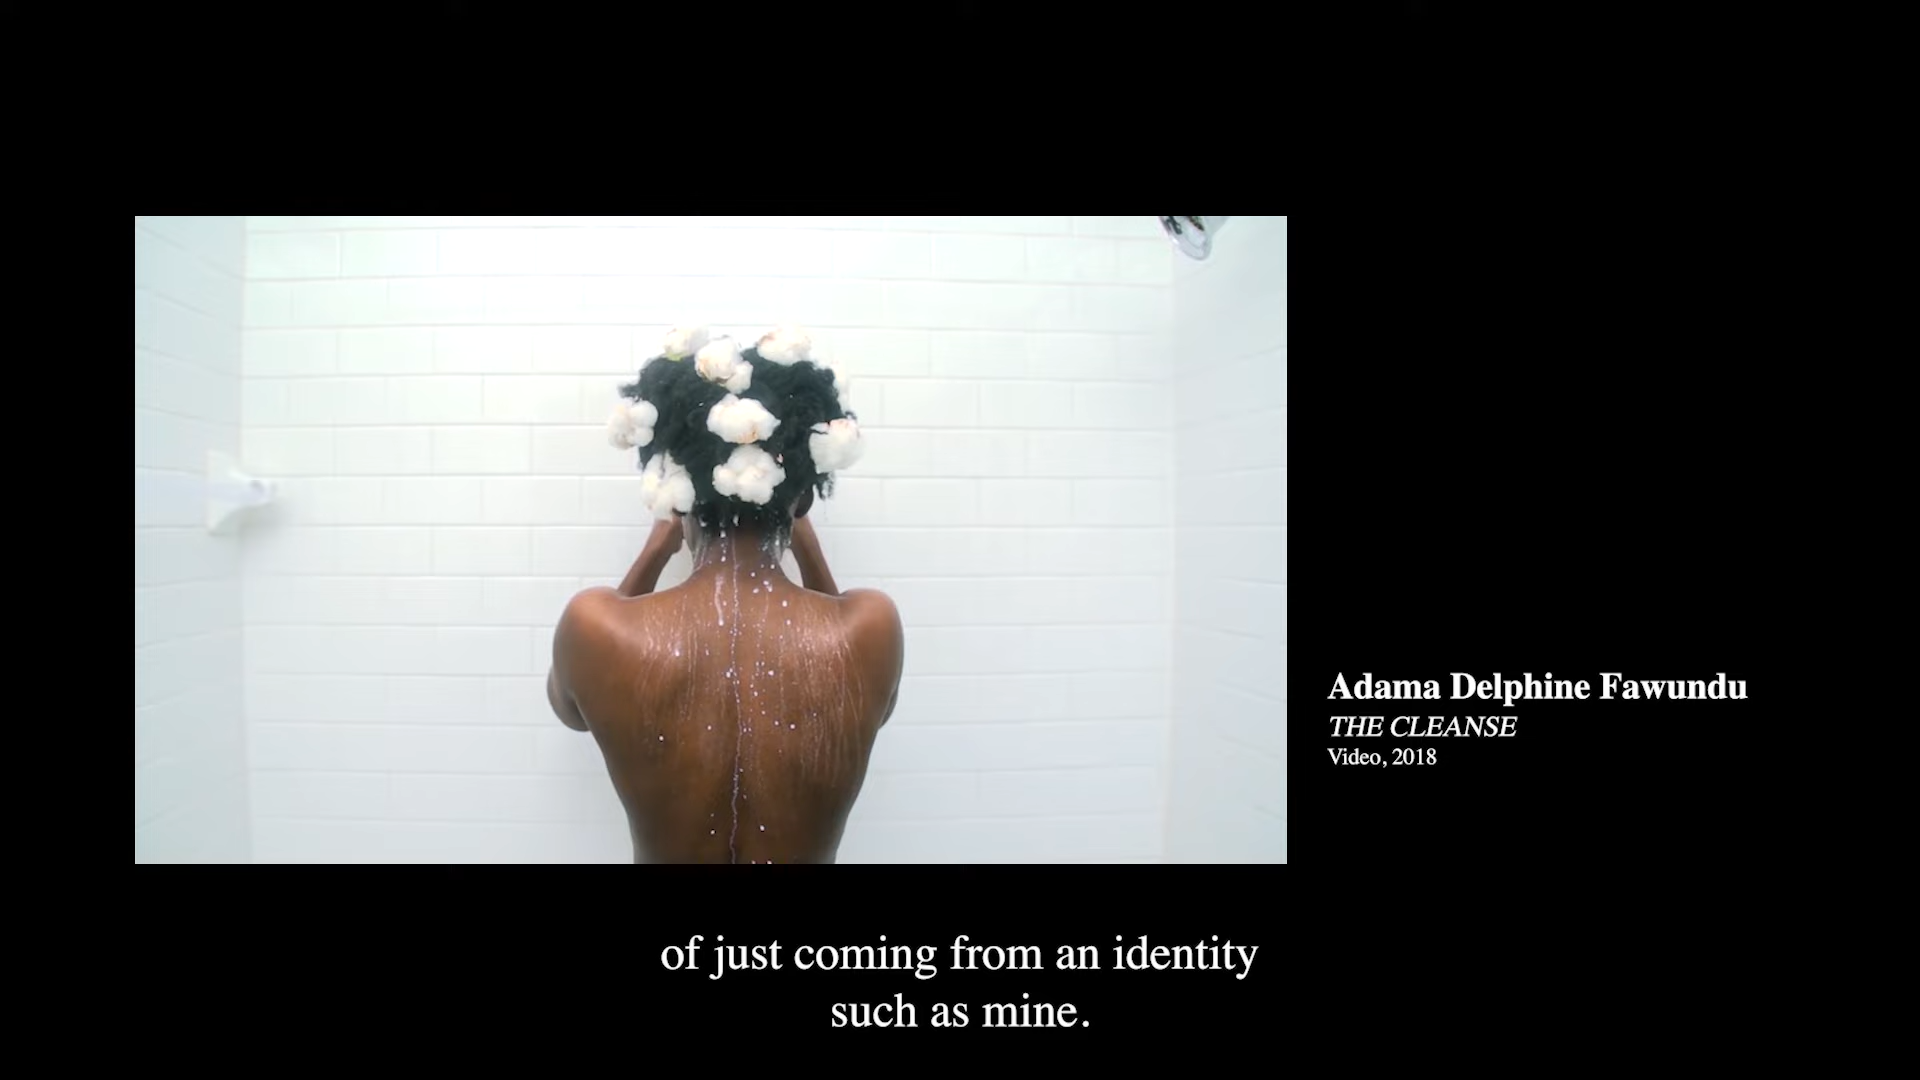 Adama Delphine Fawundu
THE CLEANSE
Video, 2018
of just coming from an identity
such as mine.